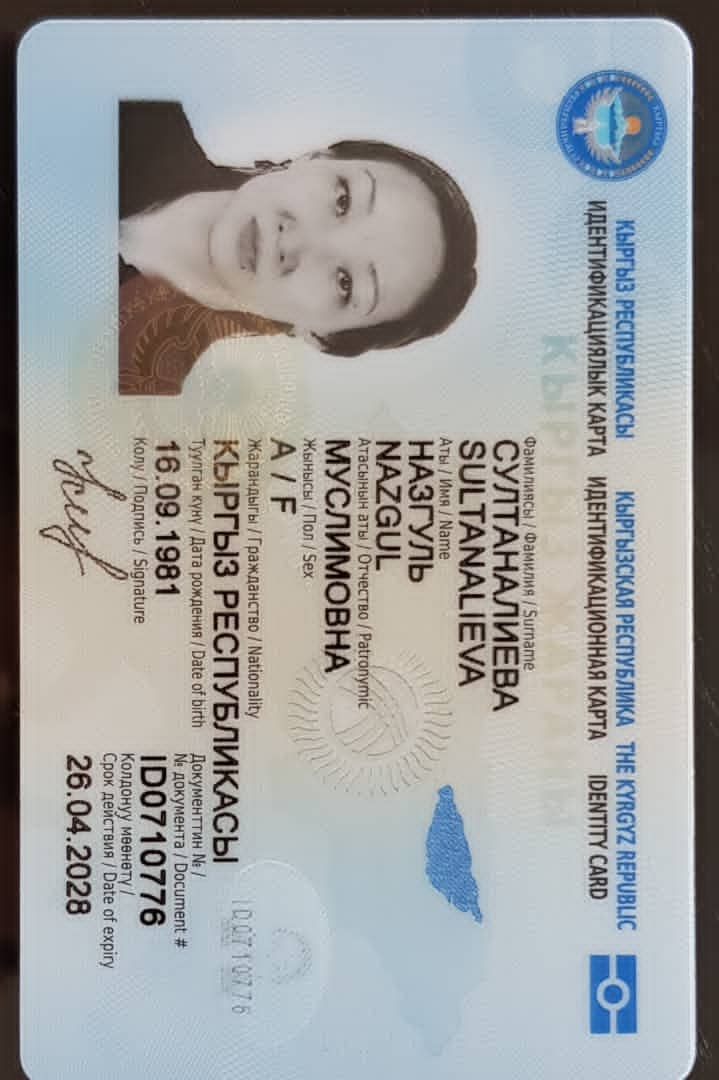 КЫРГЫЗ РЕСПУБЛИКАСЫ КЫРГЫЗСКАЯ РЕСПУБЛИКА THE KYRGYZ REPUBLIC
ИДЕНТИФИКАЦИЯЛЫК КАРТА ИДЕНТИФИКАЦИОННАЯ КАРТА IDENTITY CARD
КЫРГЫЗ ЖАРАНЫ
Фамилиясы / Фамилия / Surname
СУЛТАНАЛИЕВА
SULTANALIEVA
Аты / Имя / Name
НАЗГУЛЬ
NAZGUL
Атасынын аты / Отчество / Patronymic
МУСЛИМОВНА
Жынысы / Пол / Sex
А / F
Жарандыгы / Гражданство / Nationality
КЫРГЫЗ РЕСПУБЛИКАСЫ
Туулган күнү / Дата рождения / Date of birth
16.09.1981
Документтин № /
№ документа / Document #
ID0710776
Колу / Подпись / Signature
Колдонуу мөөнөтү /
Срок действия / Date of expiry
26.04.2028
ID0710776